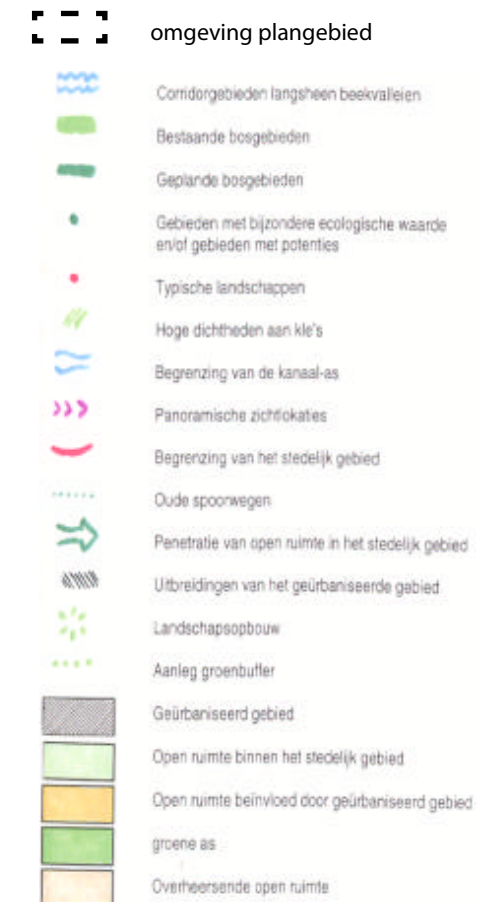 omgeving plangebied
Corridorgebieden langsheen beekvalleien
Bestaande bosgebieden
Geplande bosgebieden
Gebieden met bijzondere ecologische waarde
en/of gebieden met potenties
Typische landschappen
Hoge dichtheden aan kle's
Begrenzing van de kanaal-as
Panoramische zichtlokaties
Begrenzing van het stedelijk gebied
Oude spoorwegen
Penetratie van open ruimte in het stedelijk gebied
Uitbreidingen van het geürbaniseerde gebied
Landschapsopbouw
Aanleg groenbuffer
Geürbaniseerd gebied
Open ruimte binnen het stedelijk gebied
Open ruimte beïnvloed door geürbaniseerd gebied
groene as
Overheersende open ruimte